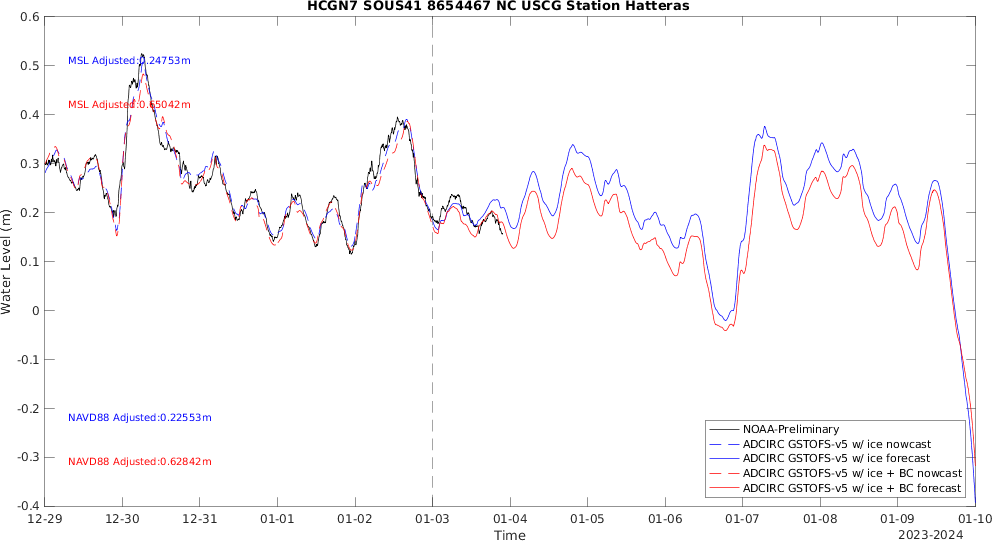 HCGN7 SOUS41 8654467 NC USCG Station Hatteras
Water Level (m)
0.6
0.5
0.4
0.3
0.2
0.1
0
-0.1
-0.2
-0.3
-0.4
MSL Adjusted:0.24753m
MSL Adjusted:0.65042m
NAVD88 Adjusted:0.22553m
NAVD88 Adjusted:0.62842m
NOAA-Preliminary
ADCIRC GSTOFS-v5 w/ ice nowcast
ADCIRC GSTOFS-v5 w/ ice forecast
ADCIRC GSTOFS-v5 w/ ice + BC nowcast
ADCIRC GSTOFS-v5 w/ ice + BC forecast
12-29 12-30 12-31 01-01 01-02 01-03 01-04 01-05 01-06 01-07 01-08 01-09 01-10
Time
2023-2024